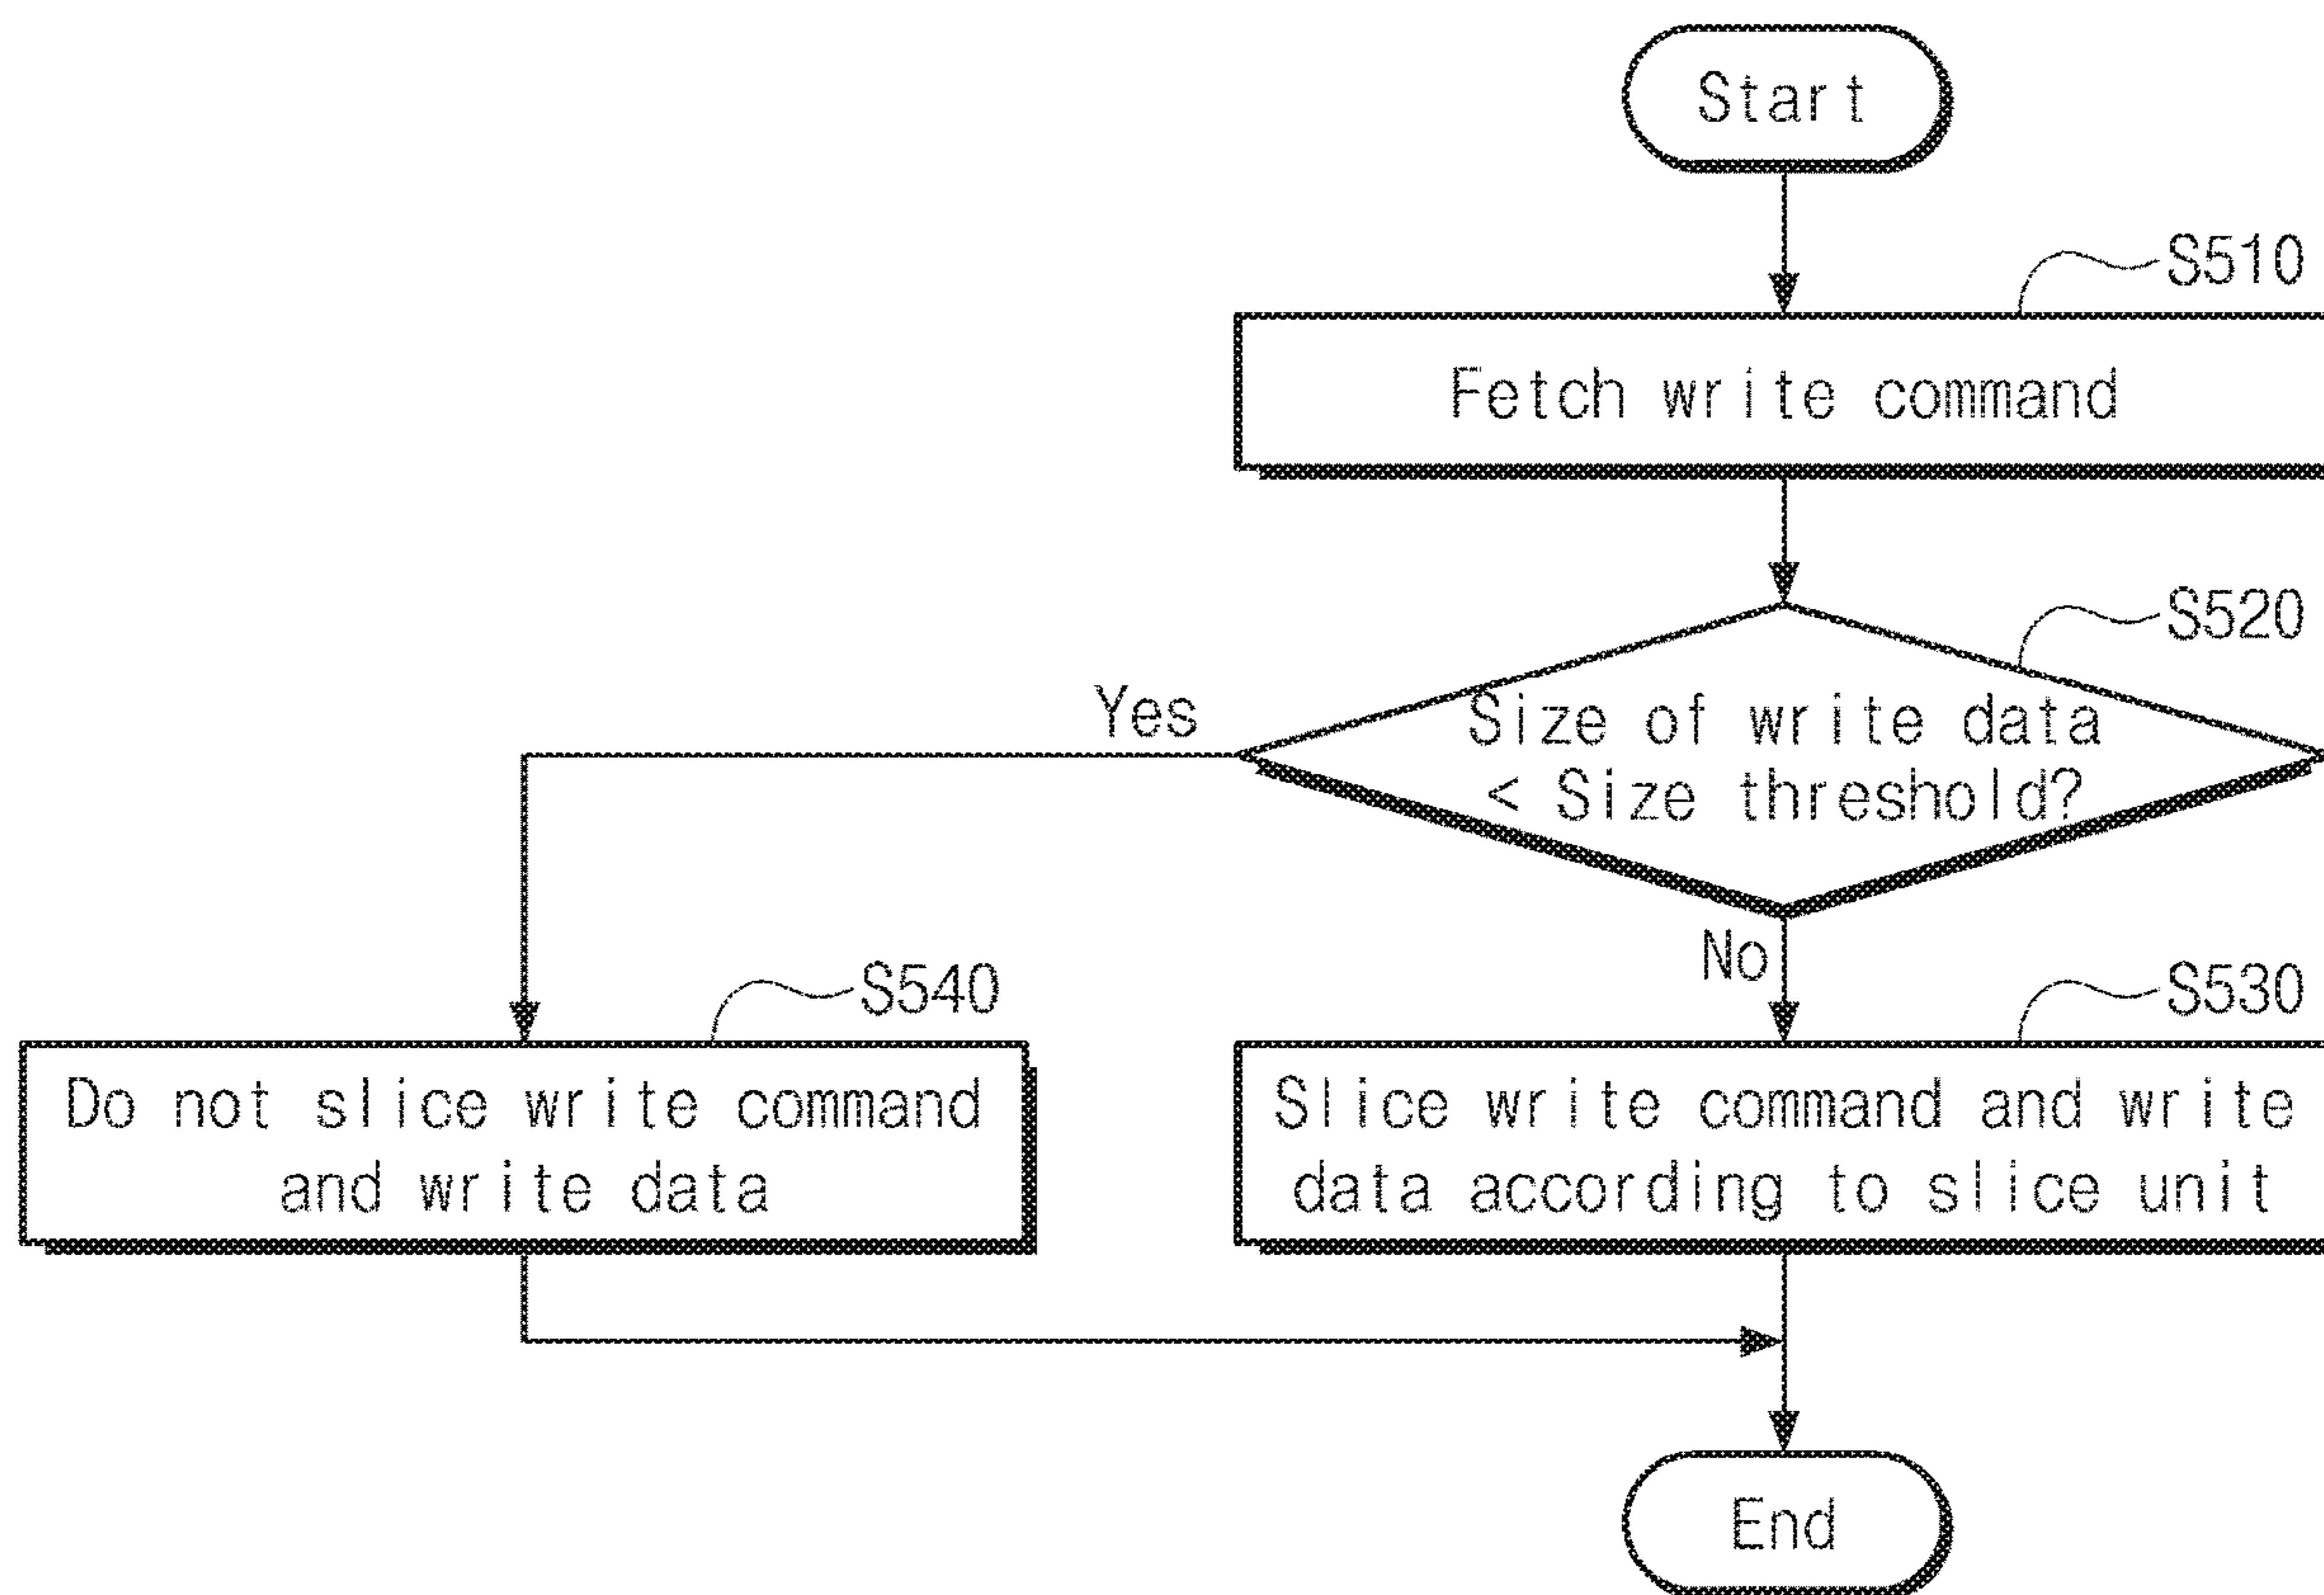 Start
S510
Fetch write command
S520
Size of write data
< Size threshold?
Yes
No
S540
S530
Do not slice write command
and write data
Slice write command and write
data according to slice unit
End